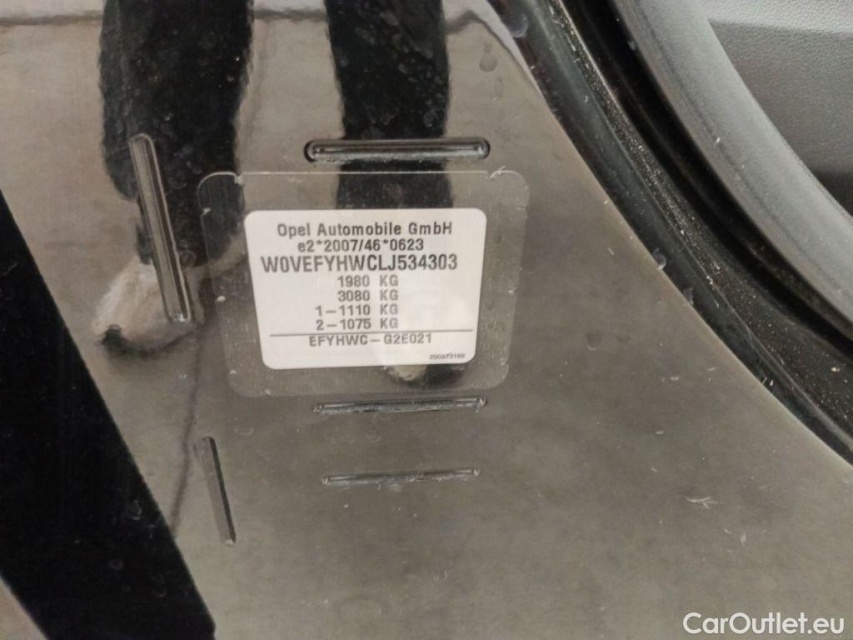 Opel Automobile GmbH
e2*2007/46*0623
W0VEFYHWCLJ534303
1980 KG
3080 KG
1-1110 KG
2-1075 KG
EFYHWC-G2E021
CarOutlet.eu